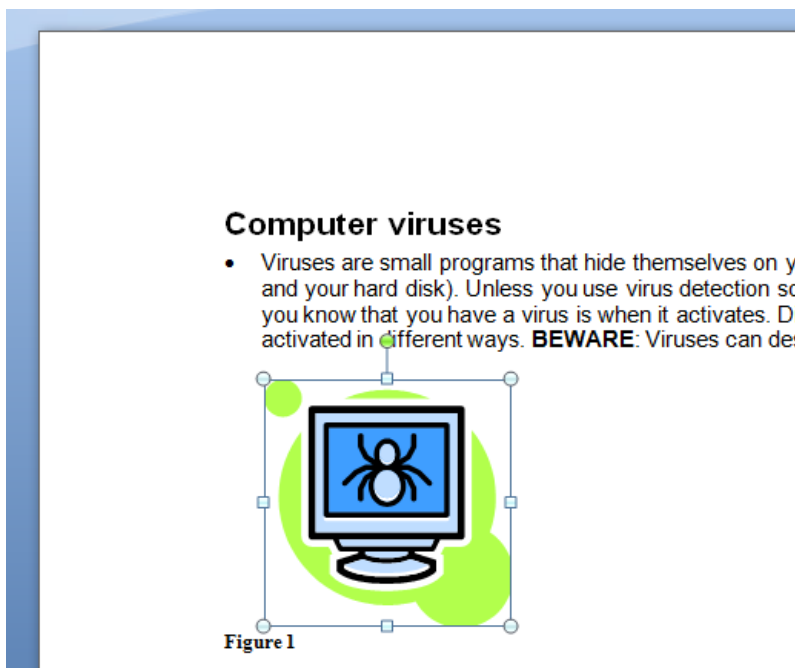 Computer viruses
• Viruses are small programs that hide themselves on
and your hard disk). Unless you use virus detection
you know that you have a virus is when it activates.
activated in different ways. BEWARE: Viruses can
Figure 1